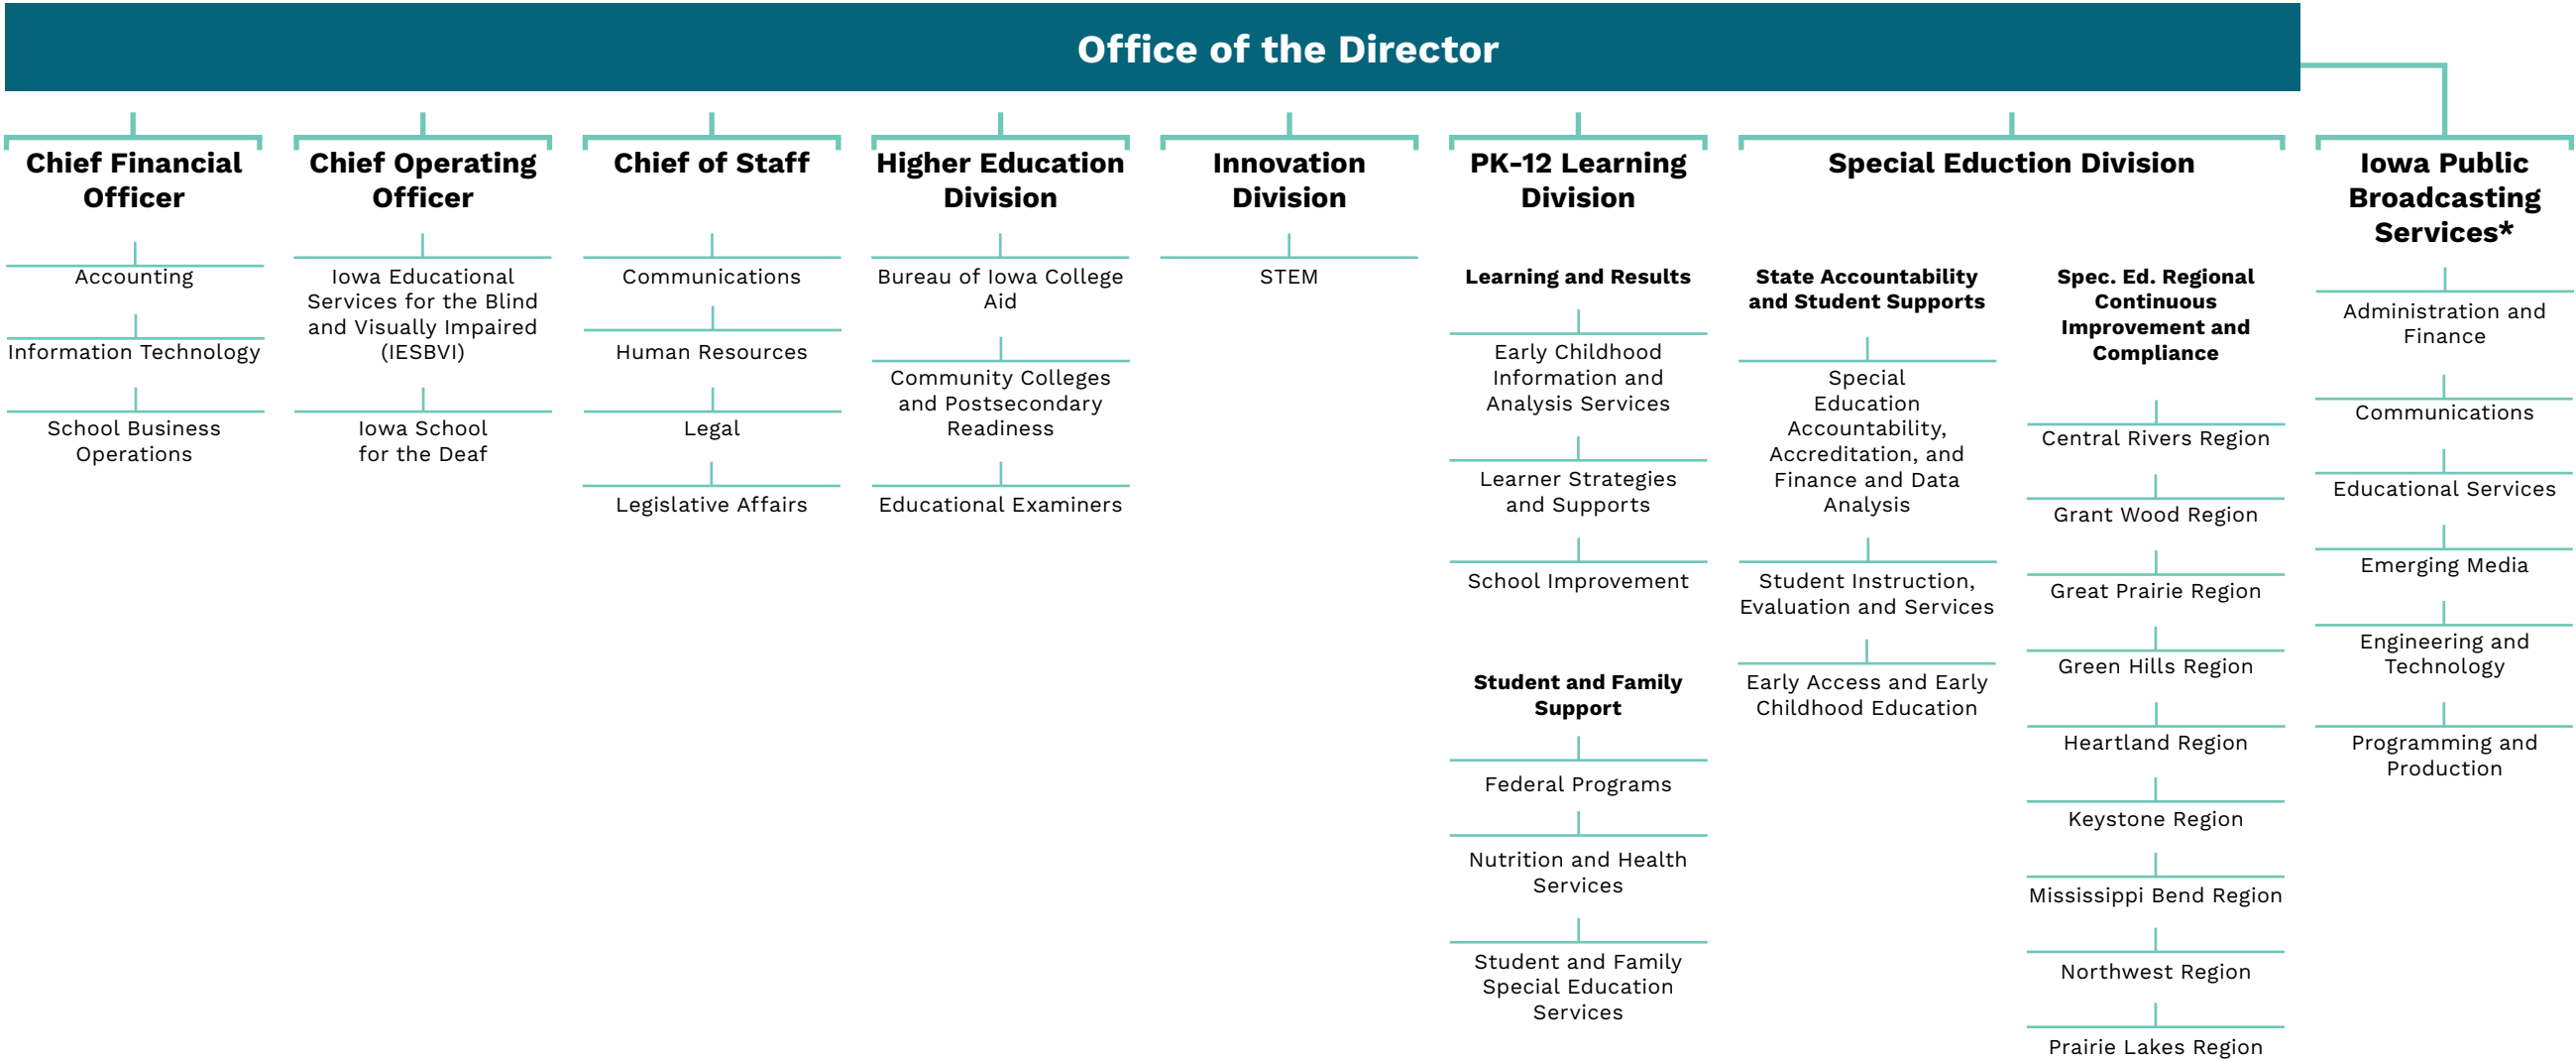 Office of the Director
Chief Financial
Officer
Accounting
Information Technology
School Business
Operations
Chief Operating
Officer
Iowa Educational
Services for the Blind
and Visually Impaired
(IESBVI)
Iowa School
for the Deaf
Chief of Staff
Communications
Human Resources
Legal
Legislative Affairs
Higher Education
Division
Bureau of Iowa College
Aid
Community Colleges
and Postsecondary
Readiness
Educational Examiners
Innovation
Division
STEM
PK-12 Learning
Division
Learning and Results
Early Childhood
Information and
Analysis Services
Learner Strategies
and Supports
School Improvement
Student and Family
Support
Federal Programs
Nutrition and Health
Services
Student and Family
Special Education
Services
Special Eduction Division
State Accountability
and Student Supports
Special
Education
Accountability,
Accreditation, and
Finance and Data
Analysis
Student Instruction,
Evaluation and Services
Early Access and Early
Childhood Education
Spec. Ed. Regional
Continuous
Improvement and
Compliance
Central Rivers Region
Grant Wood Region
Great Prairie Region
Green Hills Region
Heartland Region
Keystone Region
Mississippi Bend Region
Northwest Region
Prairie Lakes Region
Iowa Public
Broadcasting
Services*
Administration and
Finance
Communications
Educational Services
Emerging Media
Engineering and
Technology
Programming and
Production